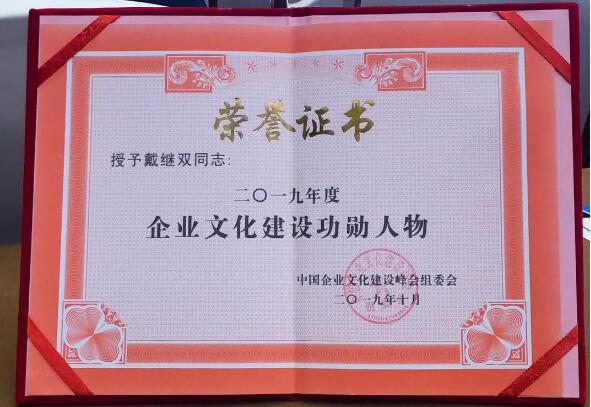 荣誉证书
授予戴继双同志:
二〇一九年度
企业文化建设功勋人物
中国企业文化建设峰会组委会
二〇一九年十月